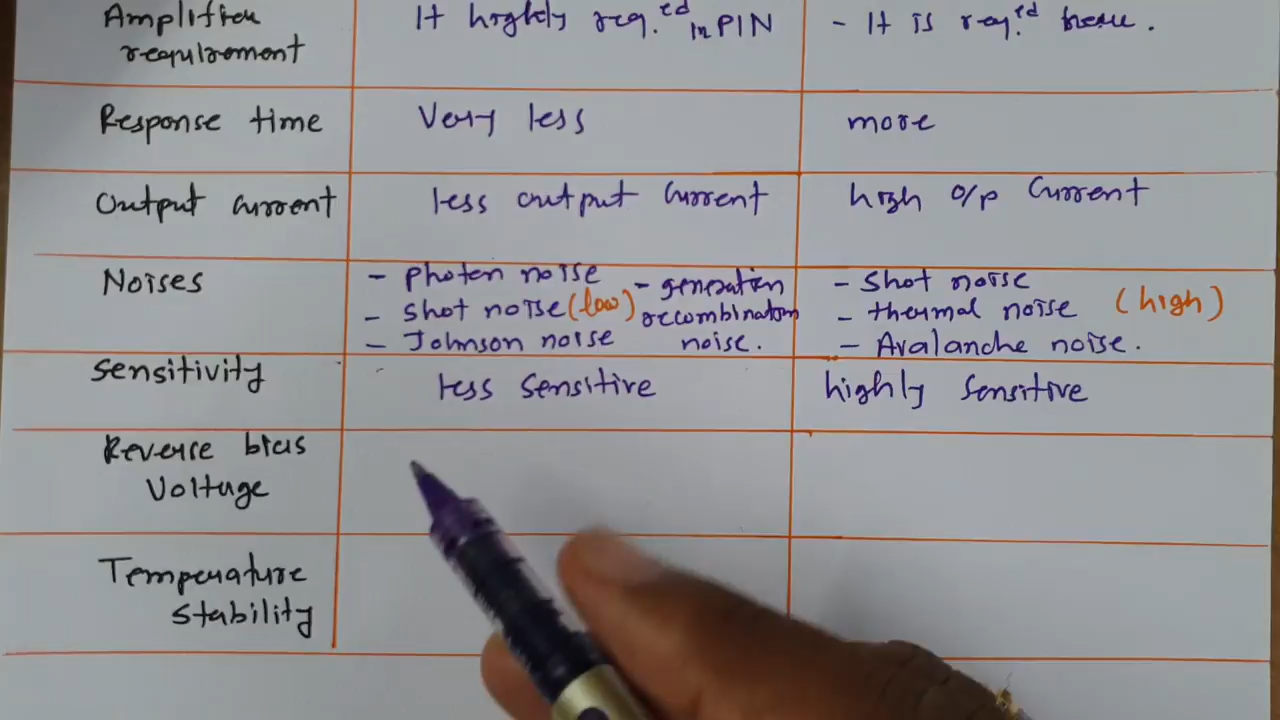 Amplifier It highly req.ed in PIN - It is req.ed here.
requirement
Response time Very less more
Output current less output current high o/p current
Noises - Photon noise - generation - Shot noise
- Shot noise (low) recombination - thermal noise (high)
- Johnson noise noise. - Avalanche noise.
Sensitivity less sensitive highly sensitive
Reverse bias
Voltage
Temperature
stability